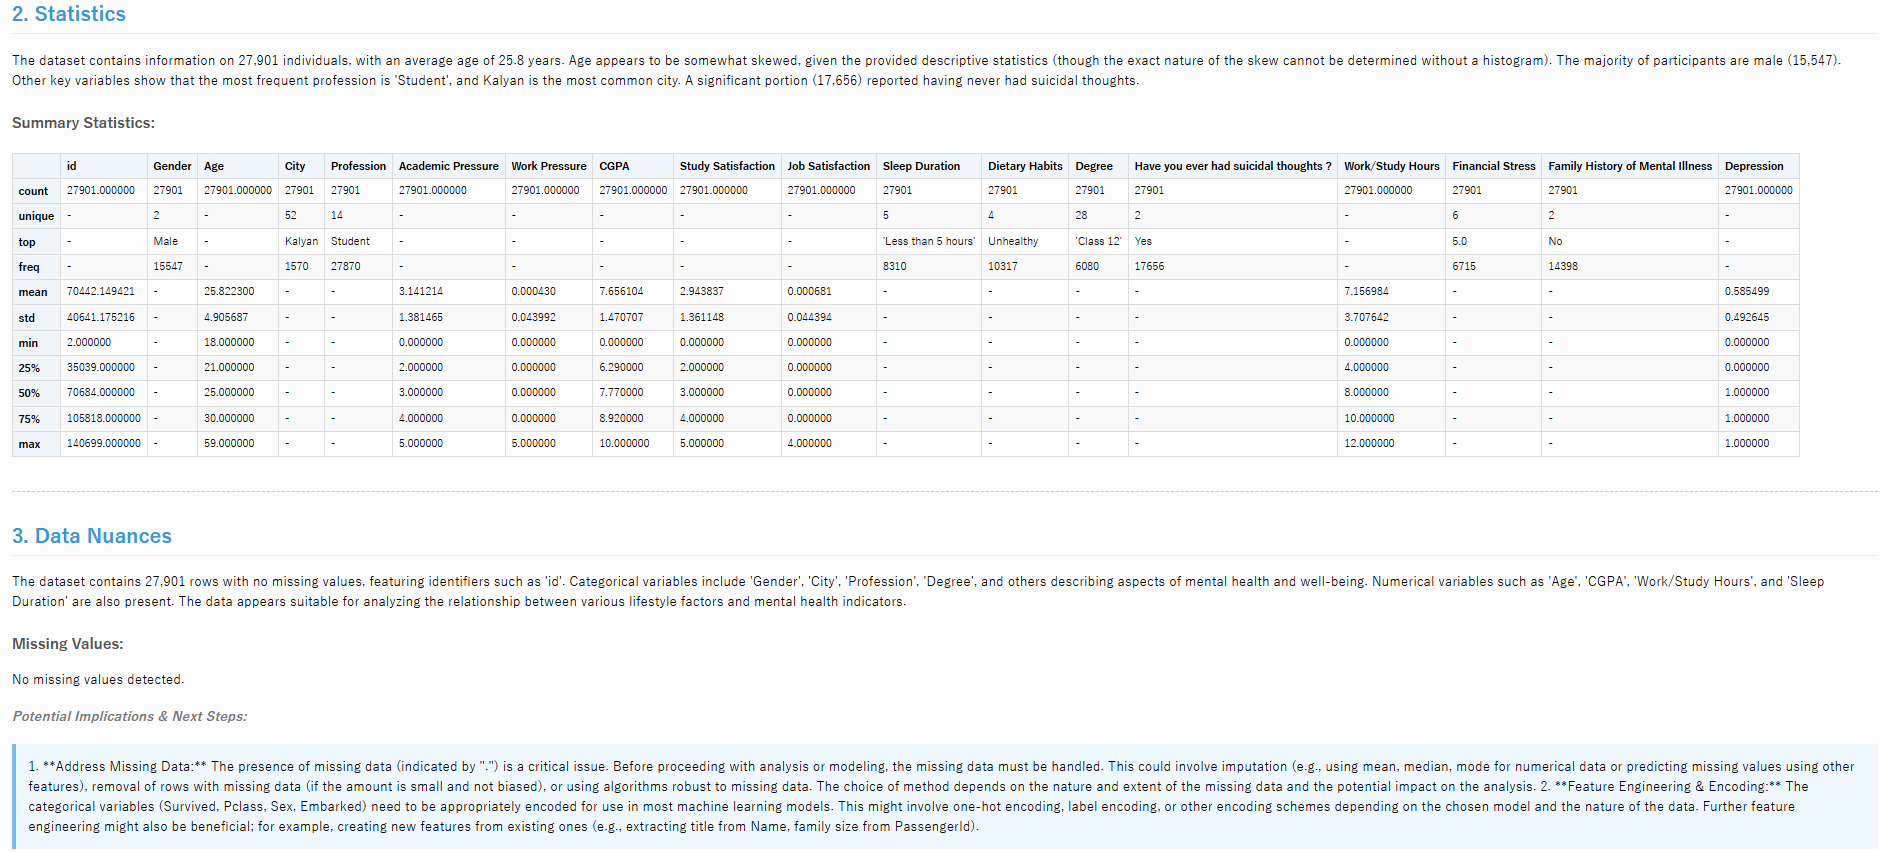 2. Statistics
The dataset contains information on 27,901 individuals, with an average age of 25.8 years. Age appears to be somewhat skewed, given the provided descriptive statistics (though the exact nature of the skew cannot be determined without a histogram). The majority of participants are male (15,547).
Other key variables show that the most frequent profession is 'Student', and Kalyan is the most common city. A significant portion (17,656) reported having never had suicidal thoughts.
Summary Statistics:
id Gender Age City Profession Academic Pressure Work Pressure CGPA Study Satisfaction Job Satisfaction Sleep Duration Dietary Habits Degree Have you ever had suicidal thoughts ? Work/Study Hours Financial Stress Family History of Mental Illness Depression
count 27901.000000 27901 27901.000000 27901 27901 27901.000000 27901.000000 27901.000000 27901.000000 27901.000000 27901 27901 27901 27901 27901.000000 27901 27901 27901.000000
unique - 2 - 52 14 - - - - - 5 4 28 2 - 6 2 -
top - Male - Kalyan Student - - - - - 'Less than 5 hours' Unhealthy 'Class 12' Yes - 5.0 No -
freq - 15547 - 1570 27870 - - - - - 8310 10317 6080 17656 - 6715 14398 -
mean 70442.149421 - 25.822300 - - 3.141214 0.000430 7.656104 2.943837 0.000681 - - - - 7.156984 - - 0.585499
std 40641.175216 - 4.905687 - - 1.381465 0.043992 1.470707 1.361148 0.044394 - - - - 3.707642 - - 0.492645
min 2.000000 - 18.000000 - - 0.000000 0.000000 0.000000 0.000000 0.000000 - - - - 0.000000 - - 0.000000
25% 35039.000000 - 21.000000 - - 2.000000 0.000000 6.290000 2.000000 0.000000 - - - - 4.000000 - - 0.000000
50% 70684.000000 - 25.000000 - - 3.000000 0.000000 7.770000 3.000000 0.000000 - - - - 8.000000 - - 1.000000
75% 105818.000000 - 30.000000 - - 4.000000 0.000000 8.920000 4.000000 0.000000 - - - - 10.000000 - - 1.000000
max 140699.000000 - 59.000000 - - 5.000000 5.000000 10.000000 5.000000 4.000000 - - - - 12.000000 - - 1.000000
3. Data Nuances
The dataset contains 27,901 rows with no missing values, featuring identifiers such as 'id'. Categorical variables include 'Gender', 'City', 'Profession', 'Degree', and others describing aspects of mental health and well-being. Numerical variables such as 'Age', 'CGPA', 'Work/Study Hours', and 'Sleep
Duration' are also present. The data appears suitable for analyzing the relationship between various lifestyle factors and mental health indicators.
Missing Values:
No missing values detected.
Potential Implications & Next Steps:
1. **Address Missing Data:** The presence of missing data (indicated by ".") is a critical issue. Before proceeding with analysis or modeling, the missing data must be handled. This could involve imputation (e.g., using mean, median, mode for numerical data or predicting missing values using other
features), removal of rows with missing data (if the amount is small and not biased), or using algorithms robust to missing data. The choice of method depends on the nature and extent of the missing data and the potential impact on the analysis. 2. **Feature Engineering & Encoding:** The
categorical variables (Survived, Pclass, Sex, Embarked) need to be appropriately encoded for use in most machine learning models. This might involve one-hot encoding, label encoding, or other encoding schemes depending on the chosen model and the nature of the data. Further feature
engineering might also be beneficial; for example, creating new features from existing ones (e.g., extracting title from Name, family size from PassengerId).